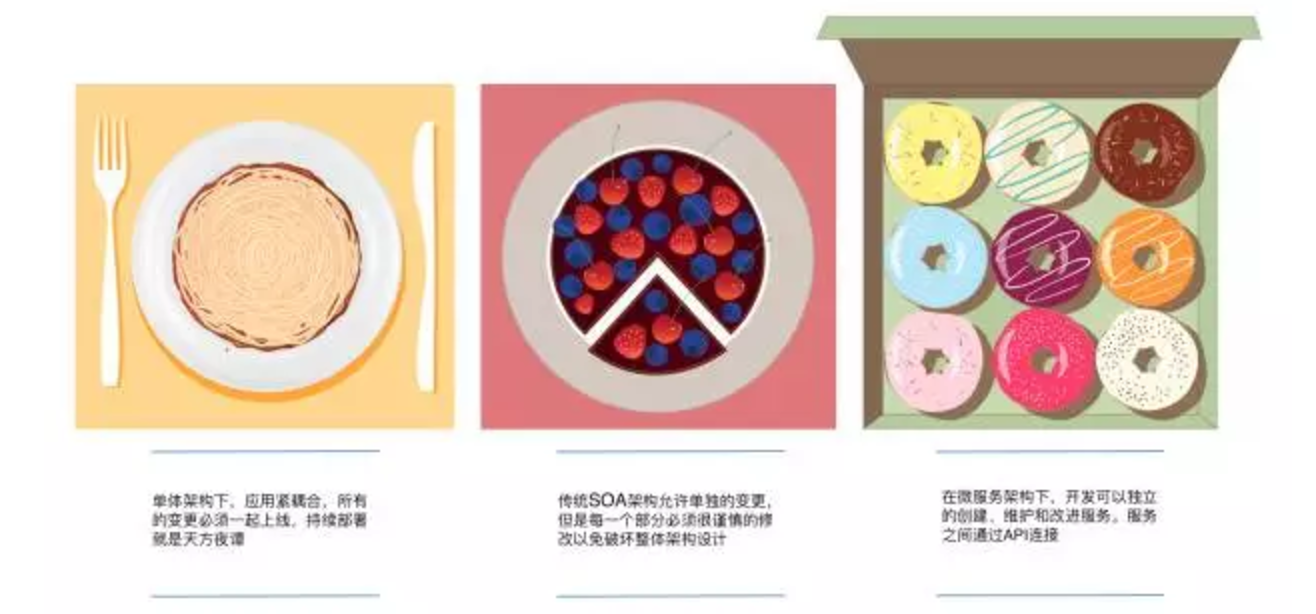 单体架构下，应用紧耦合，所有
的变更必须一起上线，持续部署
就是天方夜谭
传统SOA架构允许单独的变更，
但是每一个部分必须很谨慎的修
改以免破坏整体架构设计
在微服务架构下，开发可以独立
的创建、维护和改进服务。服务
之间通过API连接